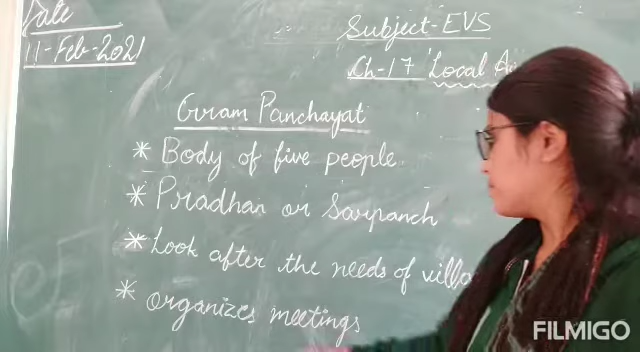 Date
11-Feb-2021
Subject-EVS
Ch-17 'Local
Gram Panchayat
* Body of five people
* Pradhan or Sarpanch
* Look after the needs of villa
* organizes meetings
FILMIGO